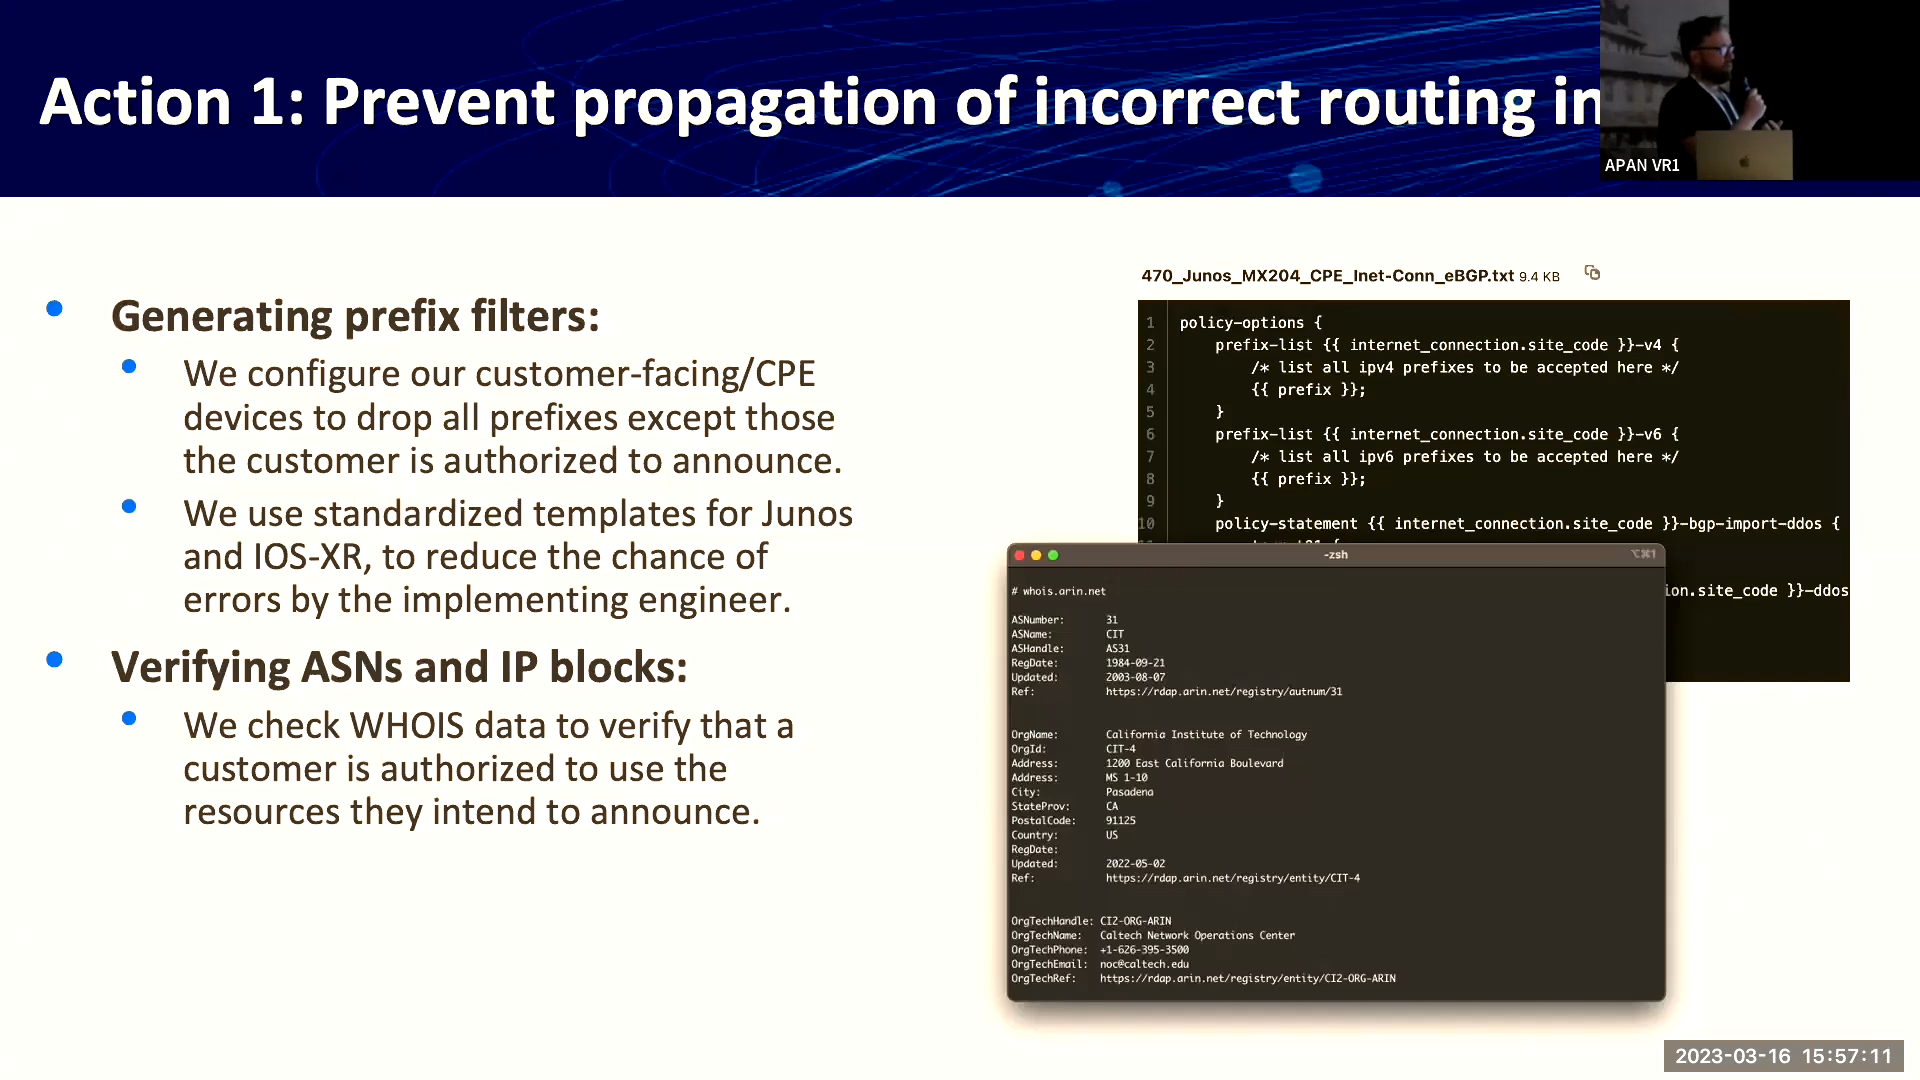 Action 1: Prevent propagation of incorrect routing in
APAN VR1
• Generating prefix filters:
• We configure our customer-facing/CPE
devices to drop all prefixes except those
the customer is authorized to announce.
• We use standardized templates for Junos
and IOS-XR, to reduce the chance of
errors by the implementing engineer.
• Verifying ASNs and IP blocks:
• We check WHOIS data to verify that a
customer is authorized to use the
resources they intend to announce.
470_Junos_MX204_CPE_Inet-Conn_eBGP.txt 9.4 KB
1 policy-options {
2 prefix-list {{ internet_connection.site_code }}-v4 {
3 /* list all ipv4 prefixes to be accepted here */
4 {{ prefix }};
5 }
6 prefix-list {{ internet_connection.site_code }}-v6 {
7 /* list all ipv6 prefixes to be accepted here */
8 {{ prefix }};
9 }
10 policy-statement {{ internet_connection.site_code }}-bgp-import-ddos {
ion.site_code }}-ddos
-zsh
⌥⌘1
# whois.arin.net
ASNumber: 31
ASName: CIT
ASHandle: AS31
RegDate: 1984-09-21
Updated: 2003-08-07
Ref: https://rdap.arin.net/registry/autnum/31
OrgName: California Institute of Technology
OrgId: CIT-4
Address: 1200 East California Boulevard
Address: MS 1-10
City: Pasadena
StateProv: CA
PostalCode: 91125
Country: US
RegDate:
Updated: 2022-05-02
Ref: https://rdap.arin.net/registry/entity/CIT-4
OrgTechHandle: CI2-ORG-ARIN
OrgTechName: Caltech Network Operations Center
OrgTechPhone: +1-626-395-3500
OrgTechEmail: noc@caltech.edu
OrgTechRef: https://rdap.arin.net/registry/entity/CI2-ORG-ARIN
2023-03-16 15:57:11